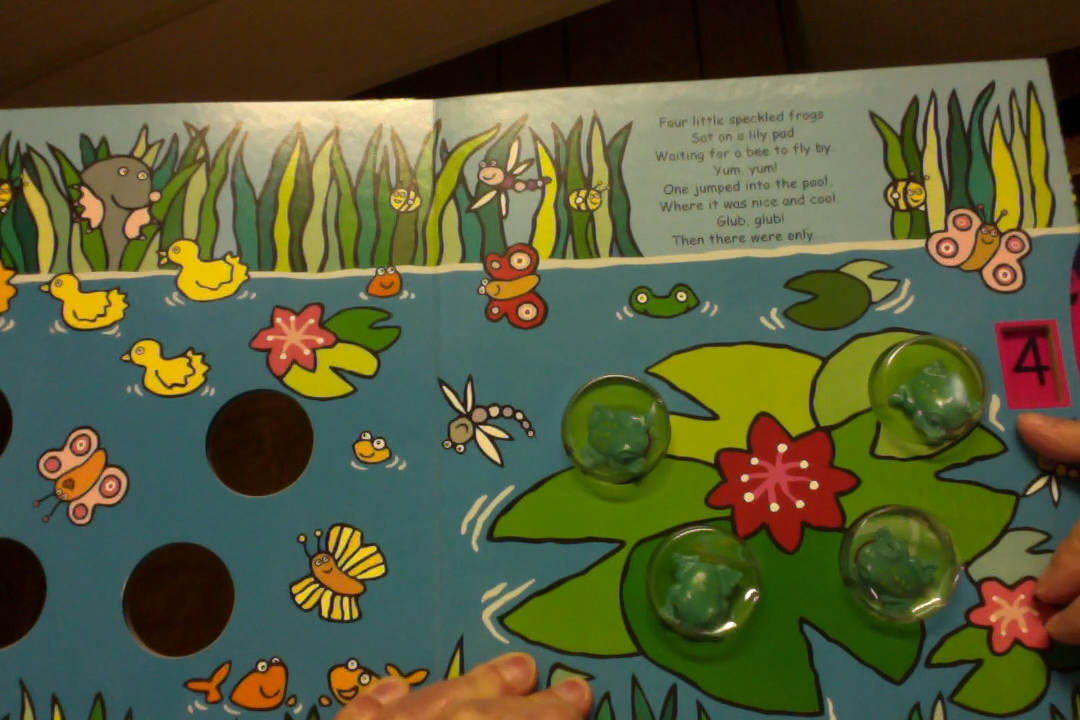 Four little speckled frogs
Sat on a lily pad
Waiting for a bee to fly by.
Yum, yum!
One jumped into the pool,
Where it was nice and cool.
Glub, glub!
Then there were only...
4